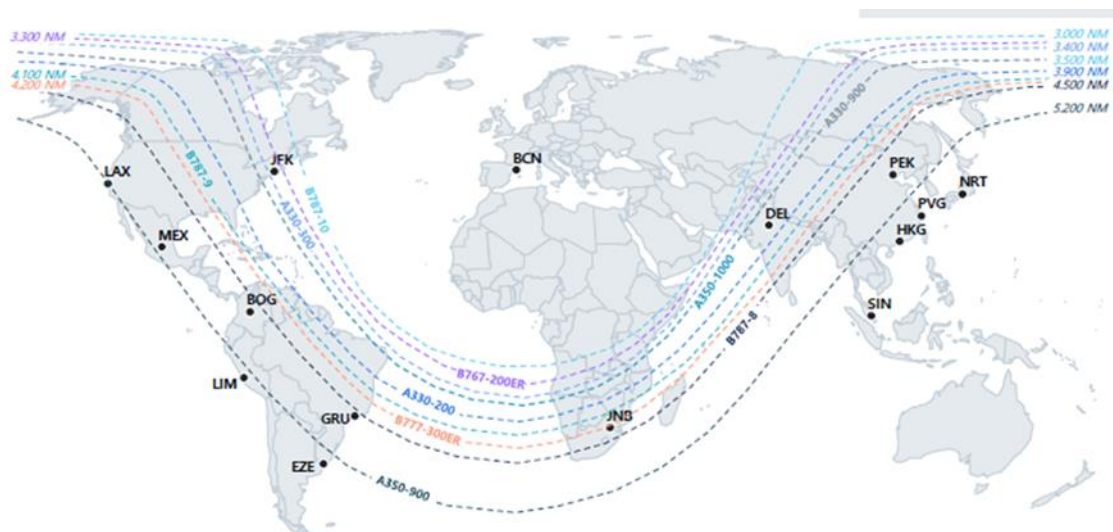 3.300 NM
4.100 NM
4.200 NM
3.000 NM
3.400 NM
3.500 NM
3.900 NM
4.500 NM
5.200 NM
LAX
JFK
MEX
BOG
LIM
GRU
EZE
BCN
JNB
DEL
PEK
NRT
PVG
HKG
SIN
B787-9
B787-10
A330-300
A330-900
A350-1000
B787-8
B767-200ER
A330-200
B777-300ER
A350-900